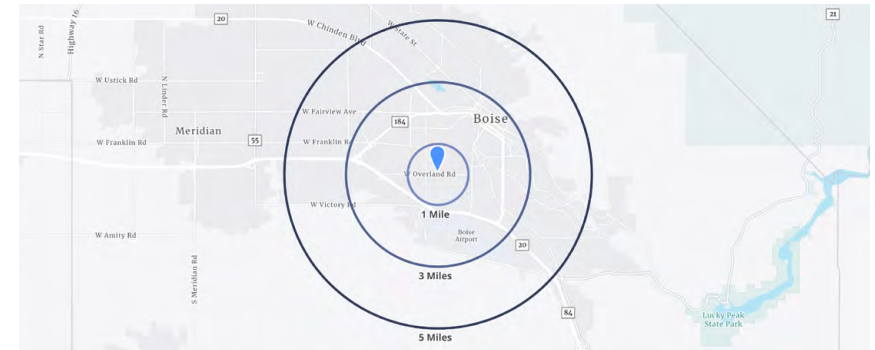 20
21
N Star Rd
Highway 16
W Chinden Blvd
W State St
W Ustick Rd
N Linder Rd
W Fairview Ave
184
Boise
Meridian
55
W Franklin Rd
W Franklin Rd
W Overland Rd
W Victory Rd
1 Mile
W Amity Rd
Boise
Airport
20
S Meridian Rd
3 Miles
84
Lucky Peak
State Park
5 Miles